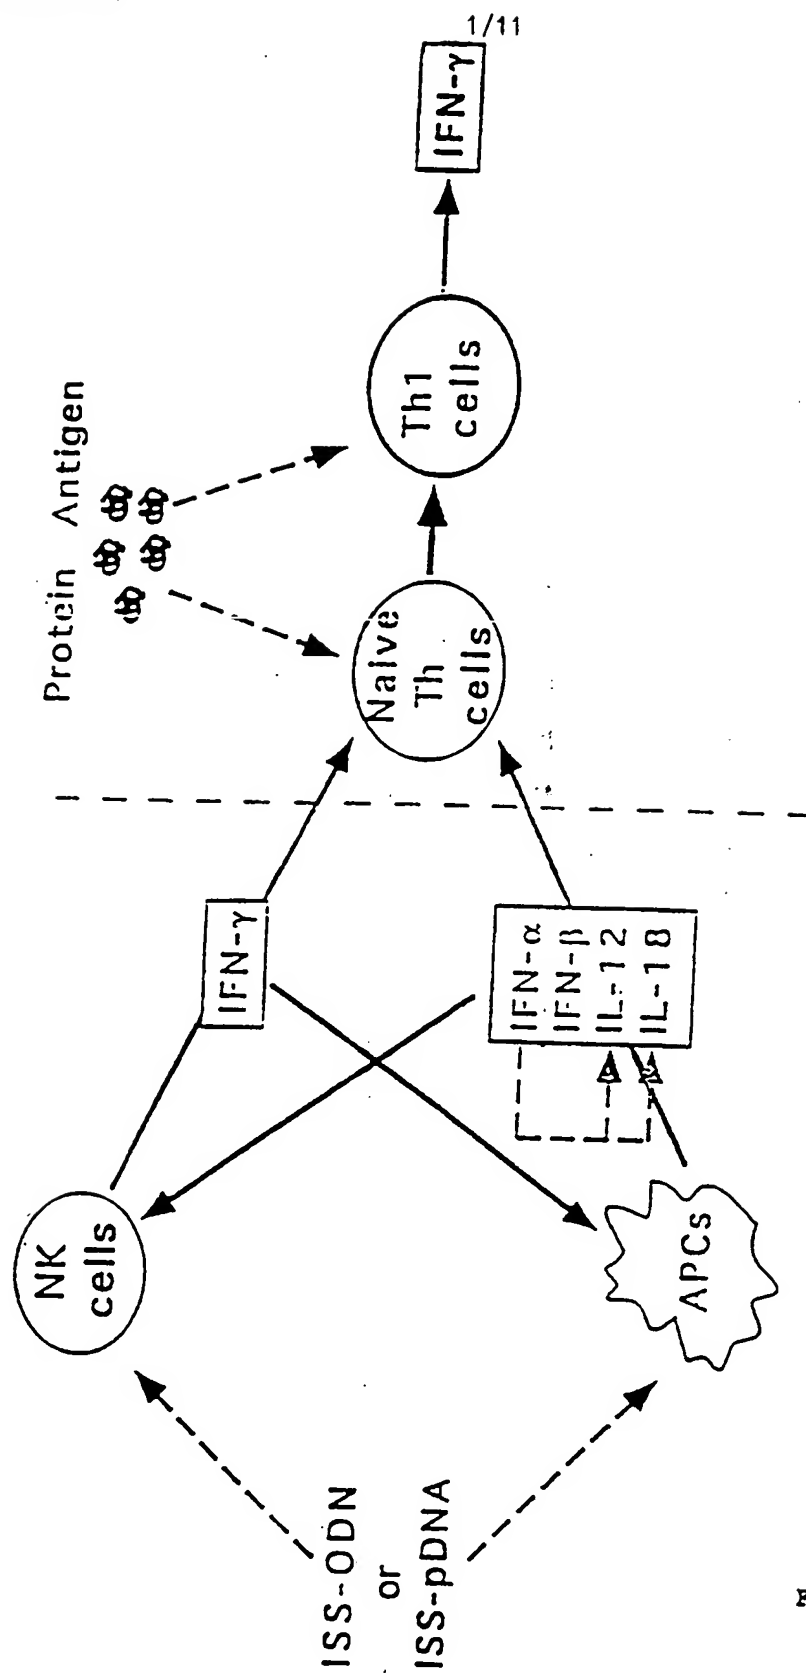 1/11
Protein Antigen
NK
cells
IFN-γ
ISS-ODN
or
ISS-pDNA
APCs
IFN-α
IFN-β
IL-12
IL-18
Naive
Th
cells
Th1
cells
IFN-γ